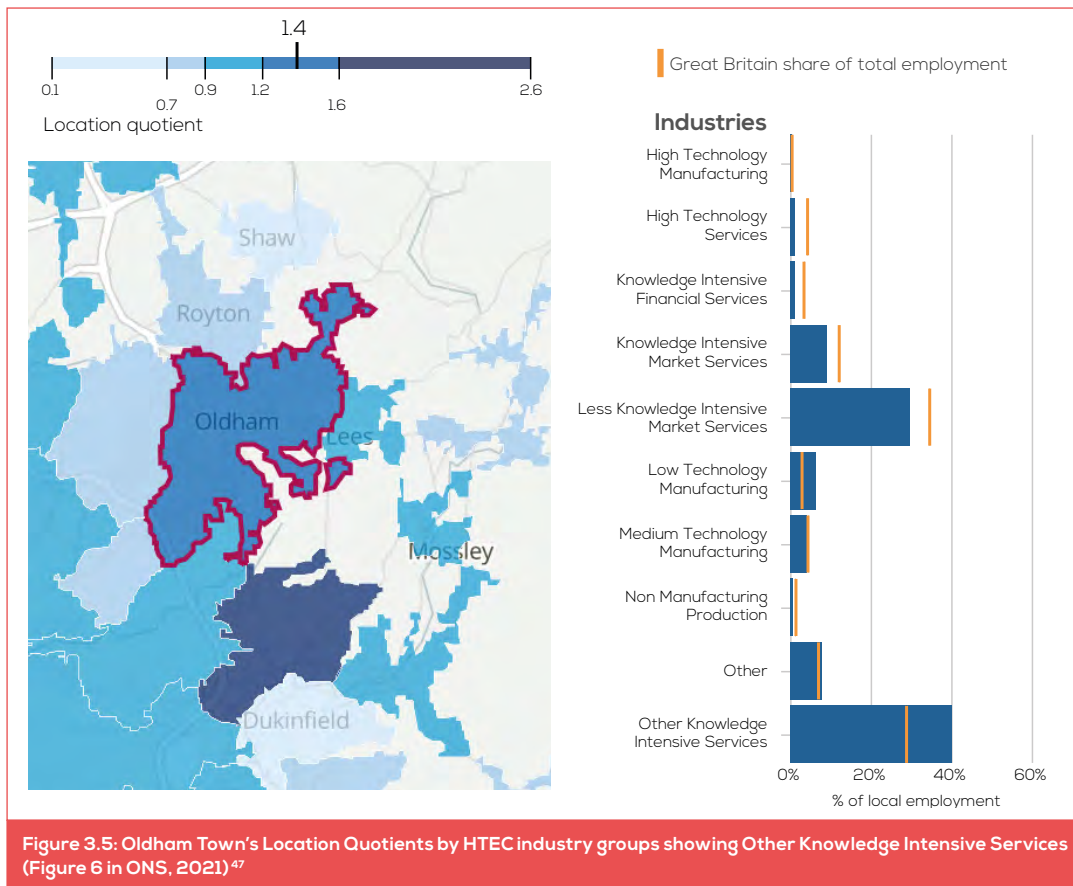 1.4
0.1
0.7
0.9
1.2
1.6
2.6
Location quotient
Shaw
Royton
Oldham
Lees
Mossley
Dukinfield
Great Britain share of total employment
Industries
High Technology
Manufacturing
High Technology
Services
Knowledge Intensive
Financial Services
Knowledge Intensive
Market Services
Less Knowledge Intensive
Market Services
Low Technology
Manufacturing
Medium Technology
Manufacturing
Non Manufacturing
Production
Other
Other Knowledge
Intensive Services
0%
20%
40%
60%
% of local employment
Figure 3.5: Oldham Town's Location Quotients by HTEC industry groups showing Other Knowledge Intensive Services
(Figure 6 in ONS, 2021)⁴⁷